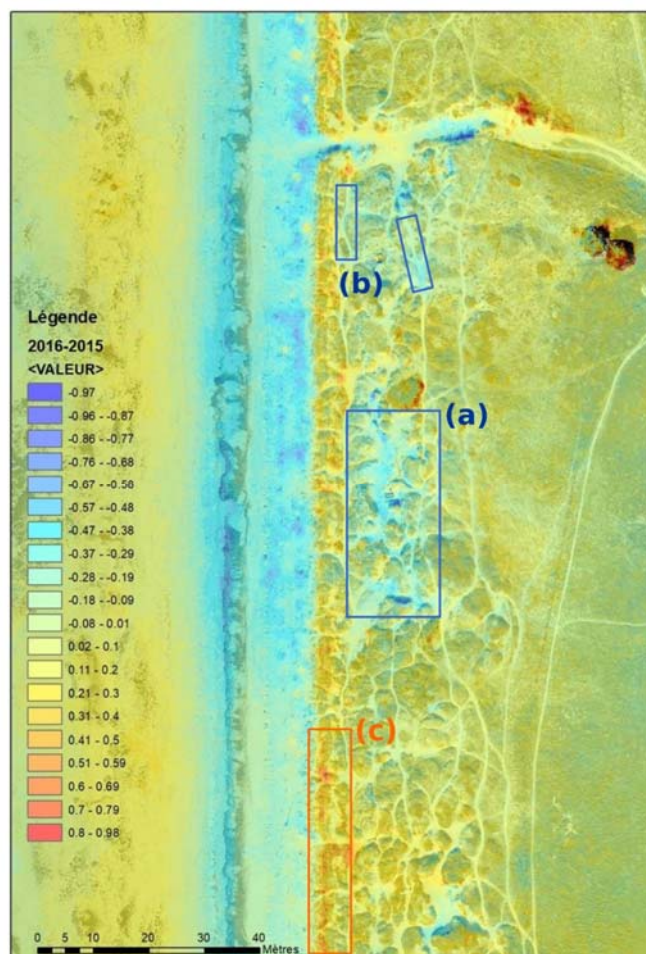 (b)
(a)
Légende
2016-2015
<VALEUR>
-0.97
-0.96 - -0.87
-0.86 - -0.77
-0.76 - -0.68
-0.67 - -0.58
-0.57 - -0.48
-0.47 - -0.38
-0.37 - -0.29
-0.28 - -0.19
-0.18 - -0.09
-0.08 - 0.01
0.02 - 0.1
0.11 - 0.2
0.21 - 0.3
0.31 - 0.4
0.41 - 0.5
0.51 - 0.59
0.6 - 0.69
0.7 - 0.79
0.8 - 0.98
(c)
0 5 10 20 30 40
Mètres